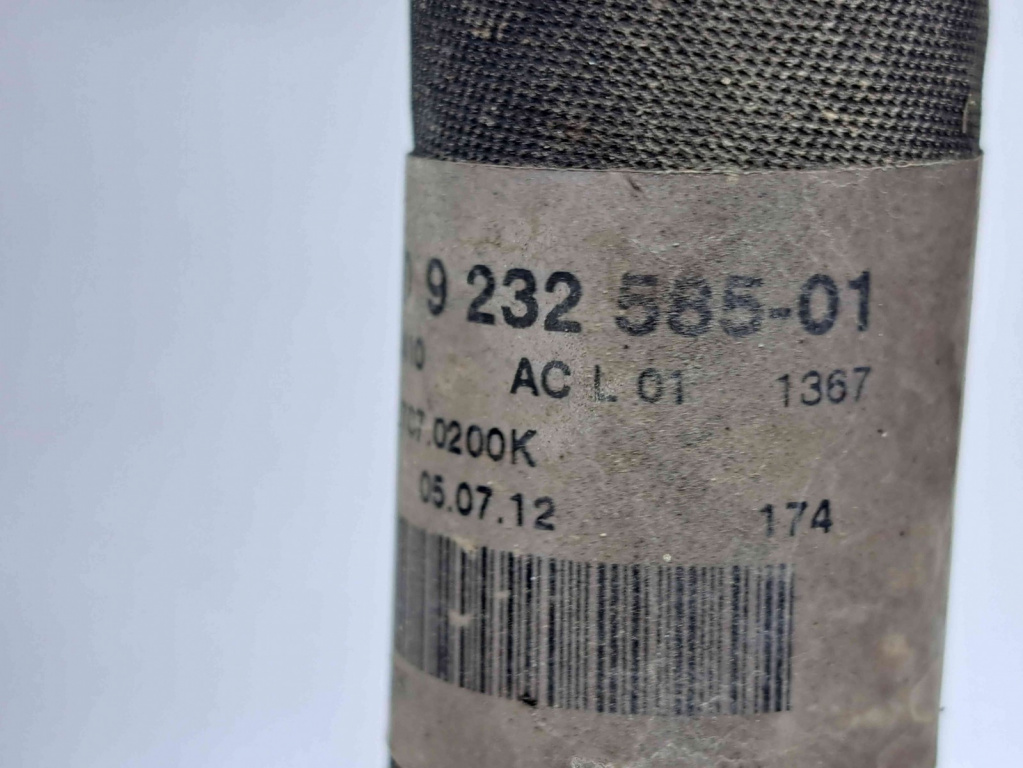 9 232 585-01
AC L 01 1367
.0200K
05.07.12 174